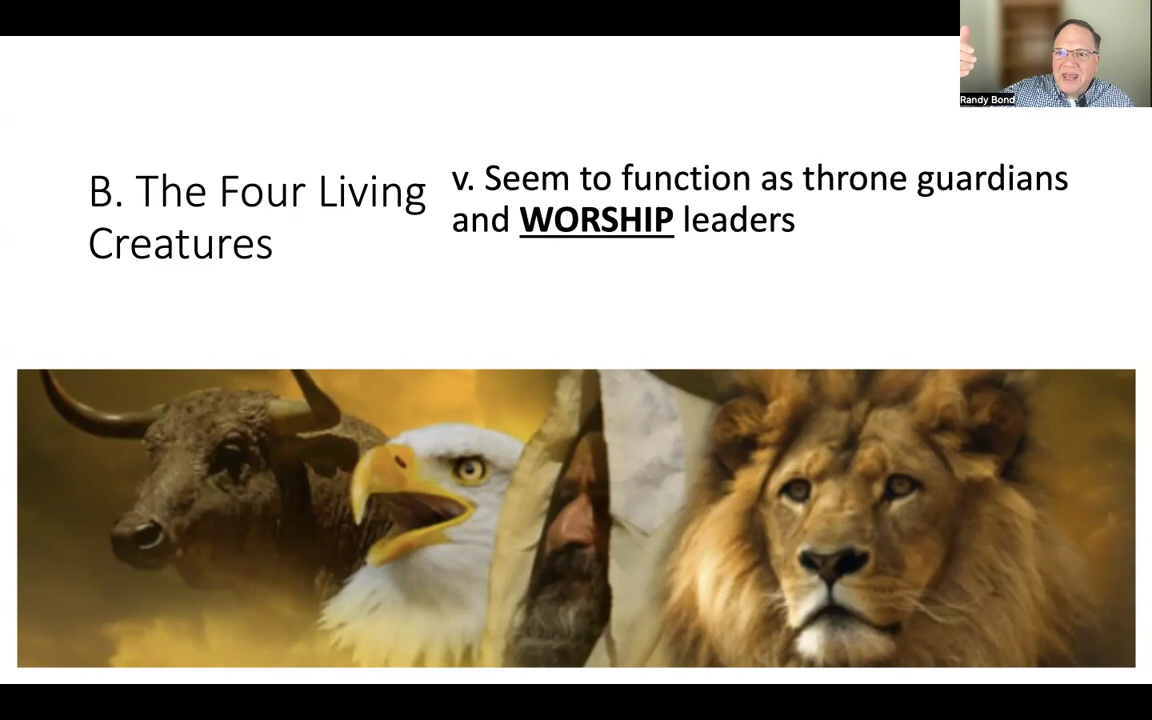 Randy Bond
B. The Four Living
Creatures
v. Seem to function as throne guardians
and WORSHIP leaders